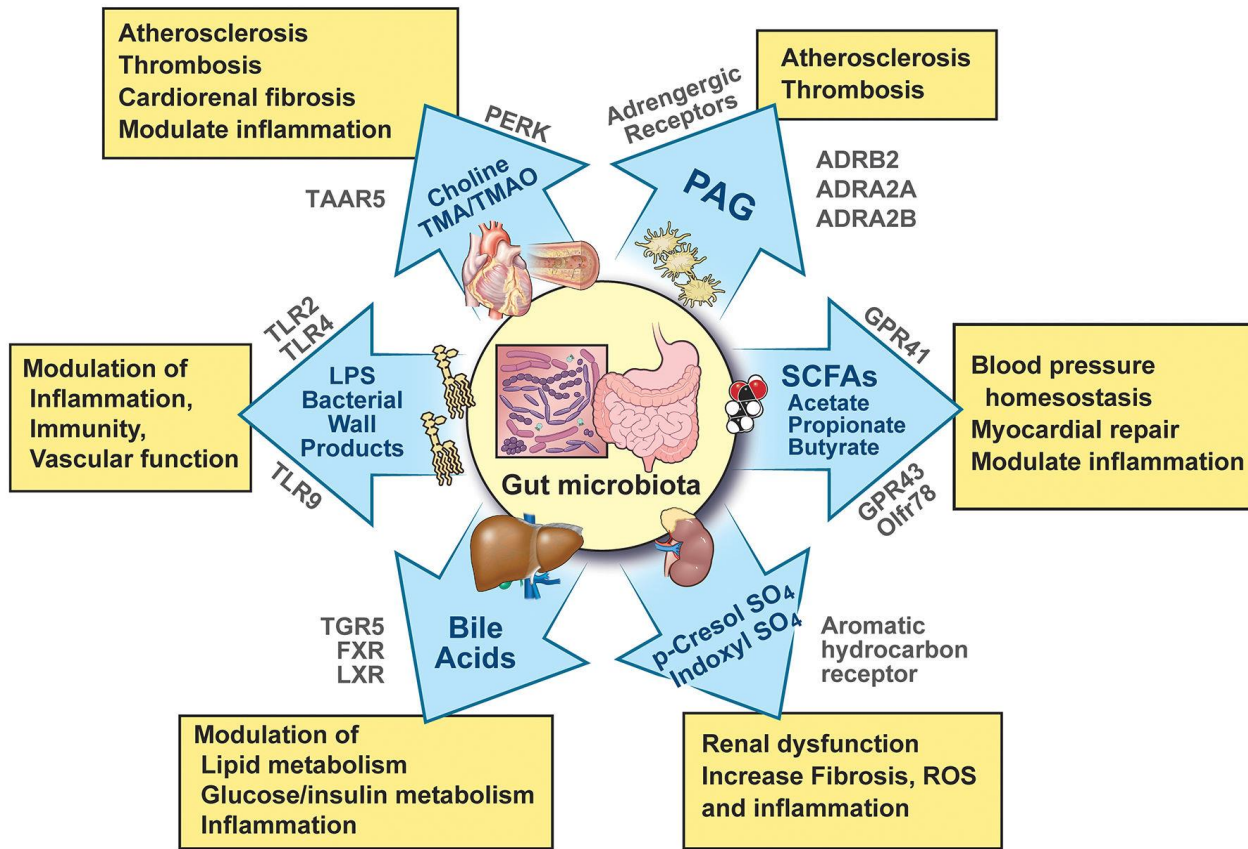 Atherosclerosis
Thrombosis
Cardiorenal fibrosis
Modulate inflammation
PERK
TAAR5
Choline
TMA/TMAO
Adrengergic
Receptors
Atherosclerosis
Thrombosis
PAG
ADRB2
ADRA2A
ADRA2B
TLR2
TLR4
Modulation of
Inflammation,
Immunity,
Vascular function
LPS
Bacterial
Wall
Products
TLR9
Gut microbiota
GPR41
SCFAs
Acetate
Propionate
Butyrate
GPR43
Olfr78
Blood pressure
homesostasis
Myocardial repair
Modulate inflammation
TGR5
FXR
LXR
Bile
Acids
Modulation of
Lipid metabolism
Glucose/insulin metabolism
Inflammation
p-Cresol SO₄
Indoxyl SO₄
Aromatic
hydrocarbon
receptor
Renal dysfunction
Increase Fibrosis, ROS
and inflammation